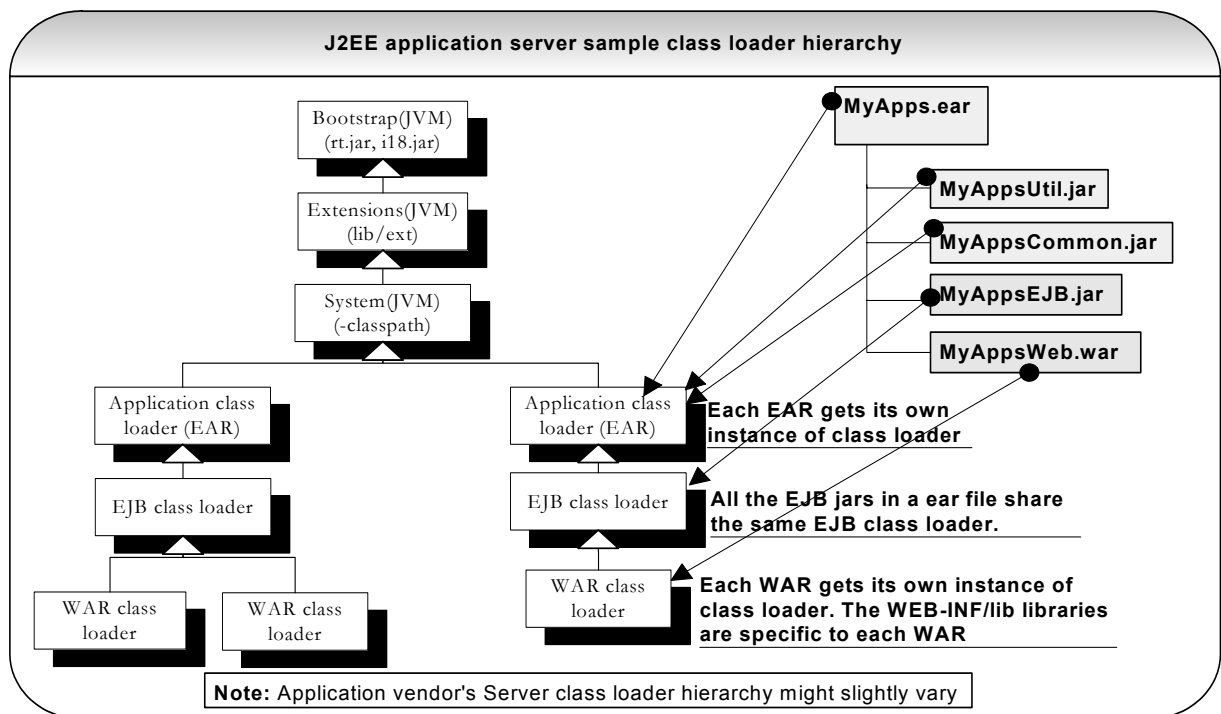 J2EE application server sample class loader hierarchy
Bootstrap(JVM)
(rt.jar, i18.jar)
Extensions(JVM)
(lib/ext)
System(JVM)
(-classpath)
Application class
loader (EAR)
EJB class loader
WAR class
loader
WAR class
loader
Application class
loader (EAR)
EJB class loader
WAR class
loader
MyApps.ear
MyAppsUtil.jar
MyAppsCommon.jar
MyAppsEJB.jar
MyAppsWeb.war
Each EAR gets its own
instance of class loader
All the EJB jars in a ear file share
the same EJB class loader.
Each WAR gets its own instance of
class loader. The WEB-INF/lib libraries
are specific to each WAR
Note: Application vendor's Server class loader hierarchy might slightly vary